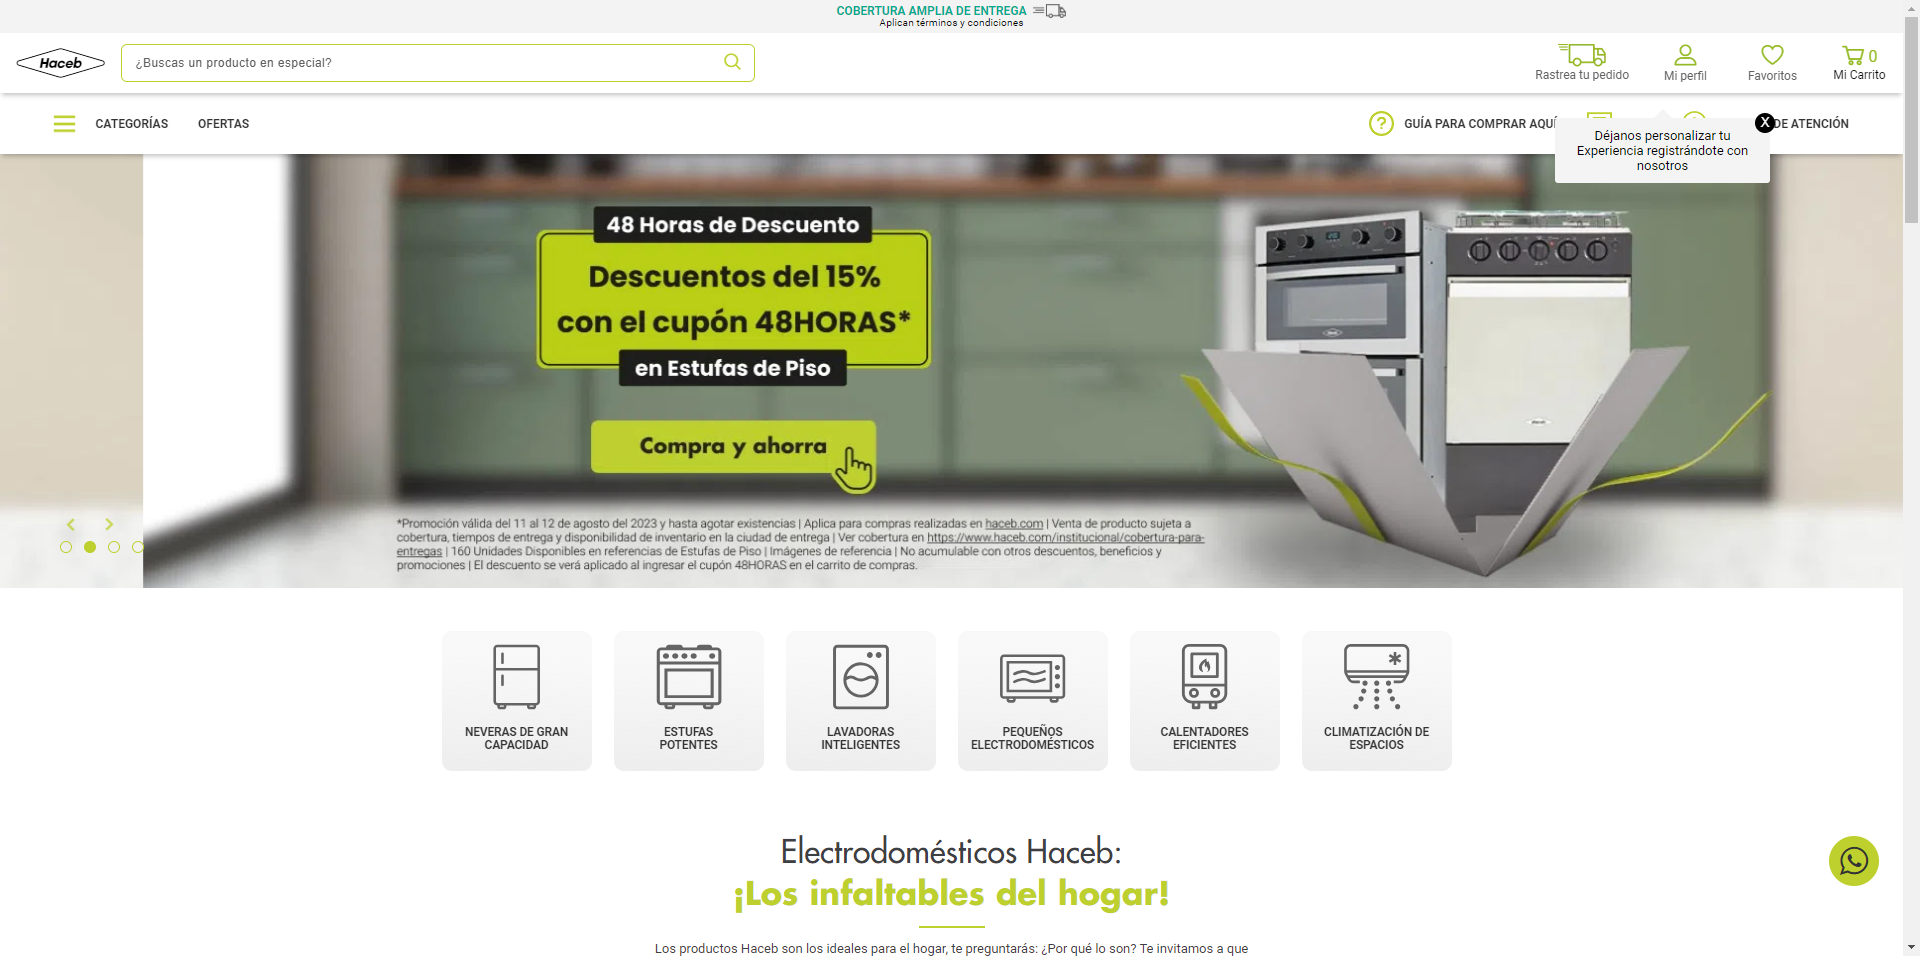 COBERTURA AMPLIA DE ENTREGA
Aplican términos y condiciones
Haceb
¿Buscas un producto en especial?
Rastrea tu pedido
Mi perfil
Favoritos
0
Mi Carrito
CATEGORÍAS
OFERTAS
?
GUÍA PARA COMPRAR AQUÍ
DE ATENCIÓN
X
Déjanos personalizar tu
Experiencia registrándote con
nosotros
48 Horas de Descuento
Descuentos del 15%
con el cupón 48HORAS*
en Estufas de Piso
Compra y ahorra
*Promoción válida del 11 al 12 de agosto del 2023 y hasta agotar existencias | Aplica para compras realizadas en haceb.com | Venta de producto sujeta a
cobertura, tiempos de entrega y disponibilidad de inventario en la ciudad de entrega | Ver cobertura en https://www.haceb.com/institucional/cobertura-para-
entregas | 160 Unidades Disponibles en referencias de Estufas de Piso | Imágenes de referencia | No acumulable con otros descuentos, beneficios y
promociones | El descuento se verá aplicado al ingresar el cupón 48HORAS en el carrito de compras.
NEVERAS DE GRAN
CAPACIDAD
ESTUFAS
POTENTES
LAVADORAS
INTELIGENTES
PEQUEÑOS
ELECTRODOMÉSTICOS
CALENTADORES
EFICIENTES
CLIMATIZACIÓN DE
ESPACIOS
Electrodomésticos Haceb:
¡Los infaltables del hogar!
Los productos Haceb son los ideales para el hogar, te preguntarás: ¿Por qué lo son? Te invitamos a que